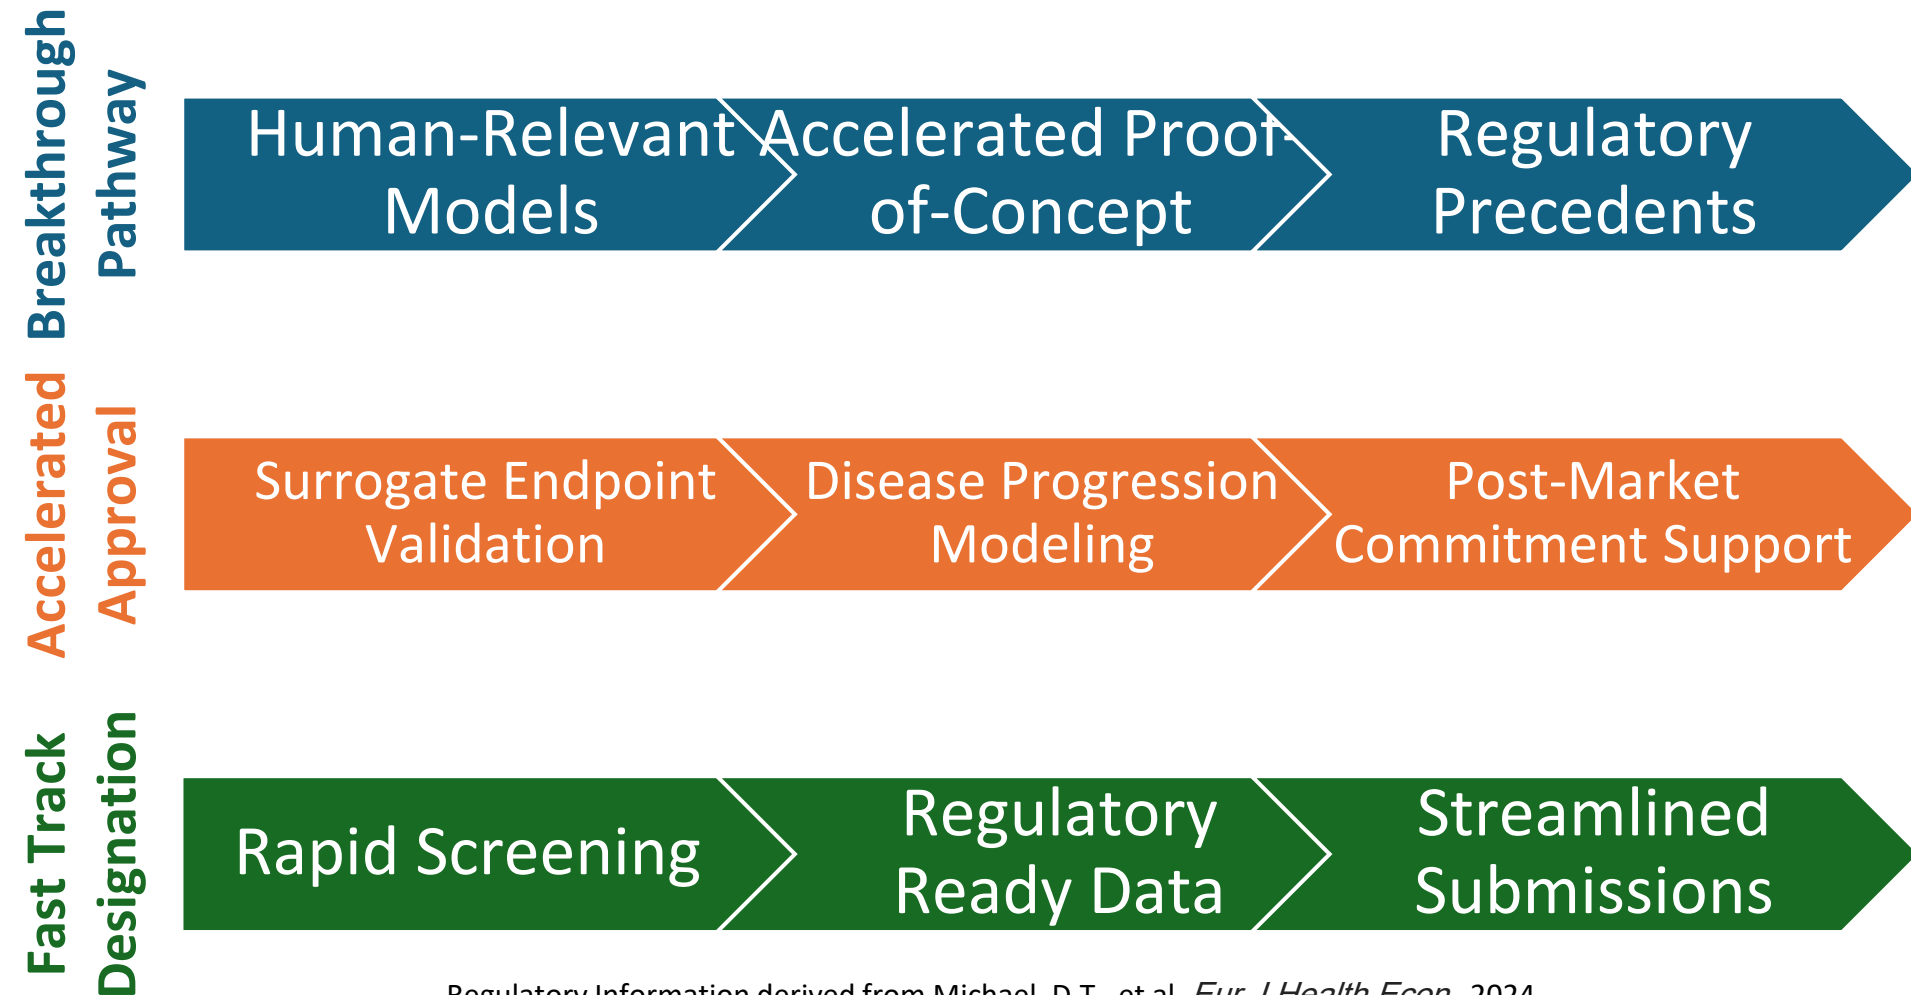 Breakthrough
Pathway
Human-Relevant
Models
Accelerated Proof-
of-Concept
Regulatory
Precedents
Accelerated
Approval
Surrogate Endpoint
Validation
Disease Progression
Modeling
Post-Market
Commitment Support
Fast Track
Designation
Rapid Screening
Regulatory
Ready Data
Streamlined
Submissions
Regulatory Information derived from Michael, D.T., et al. Eur J Health Econ, 2024